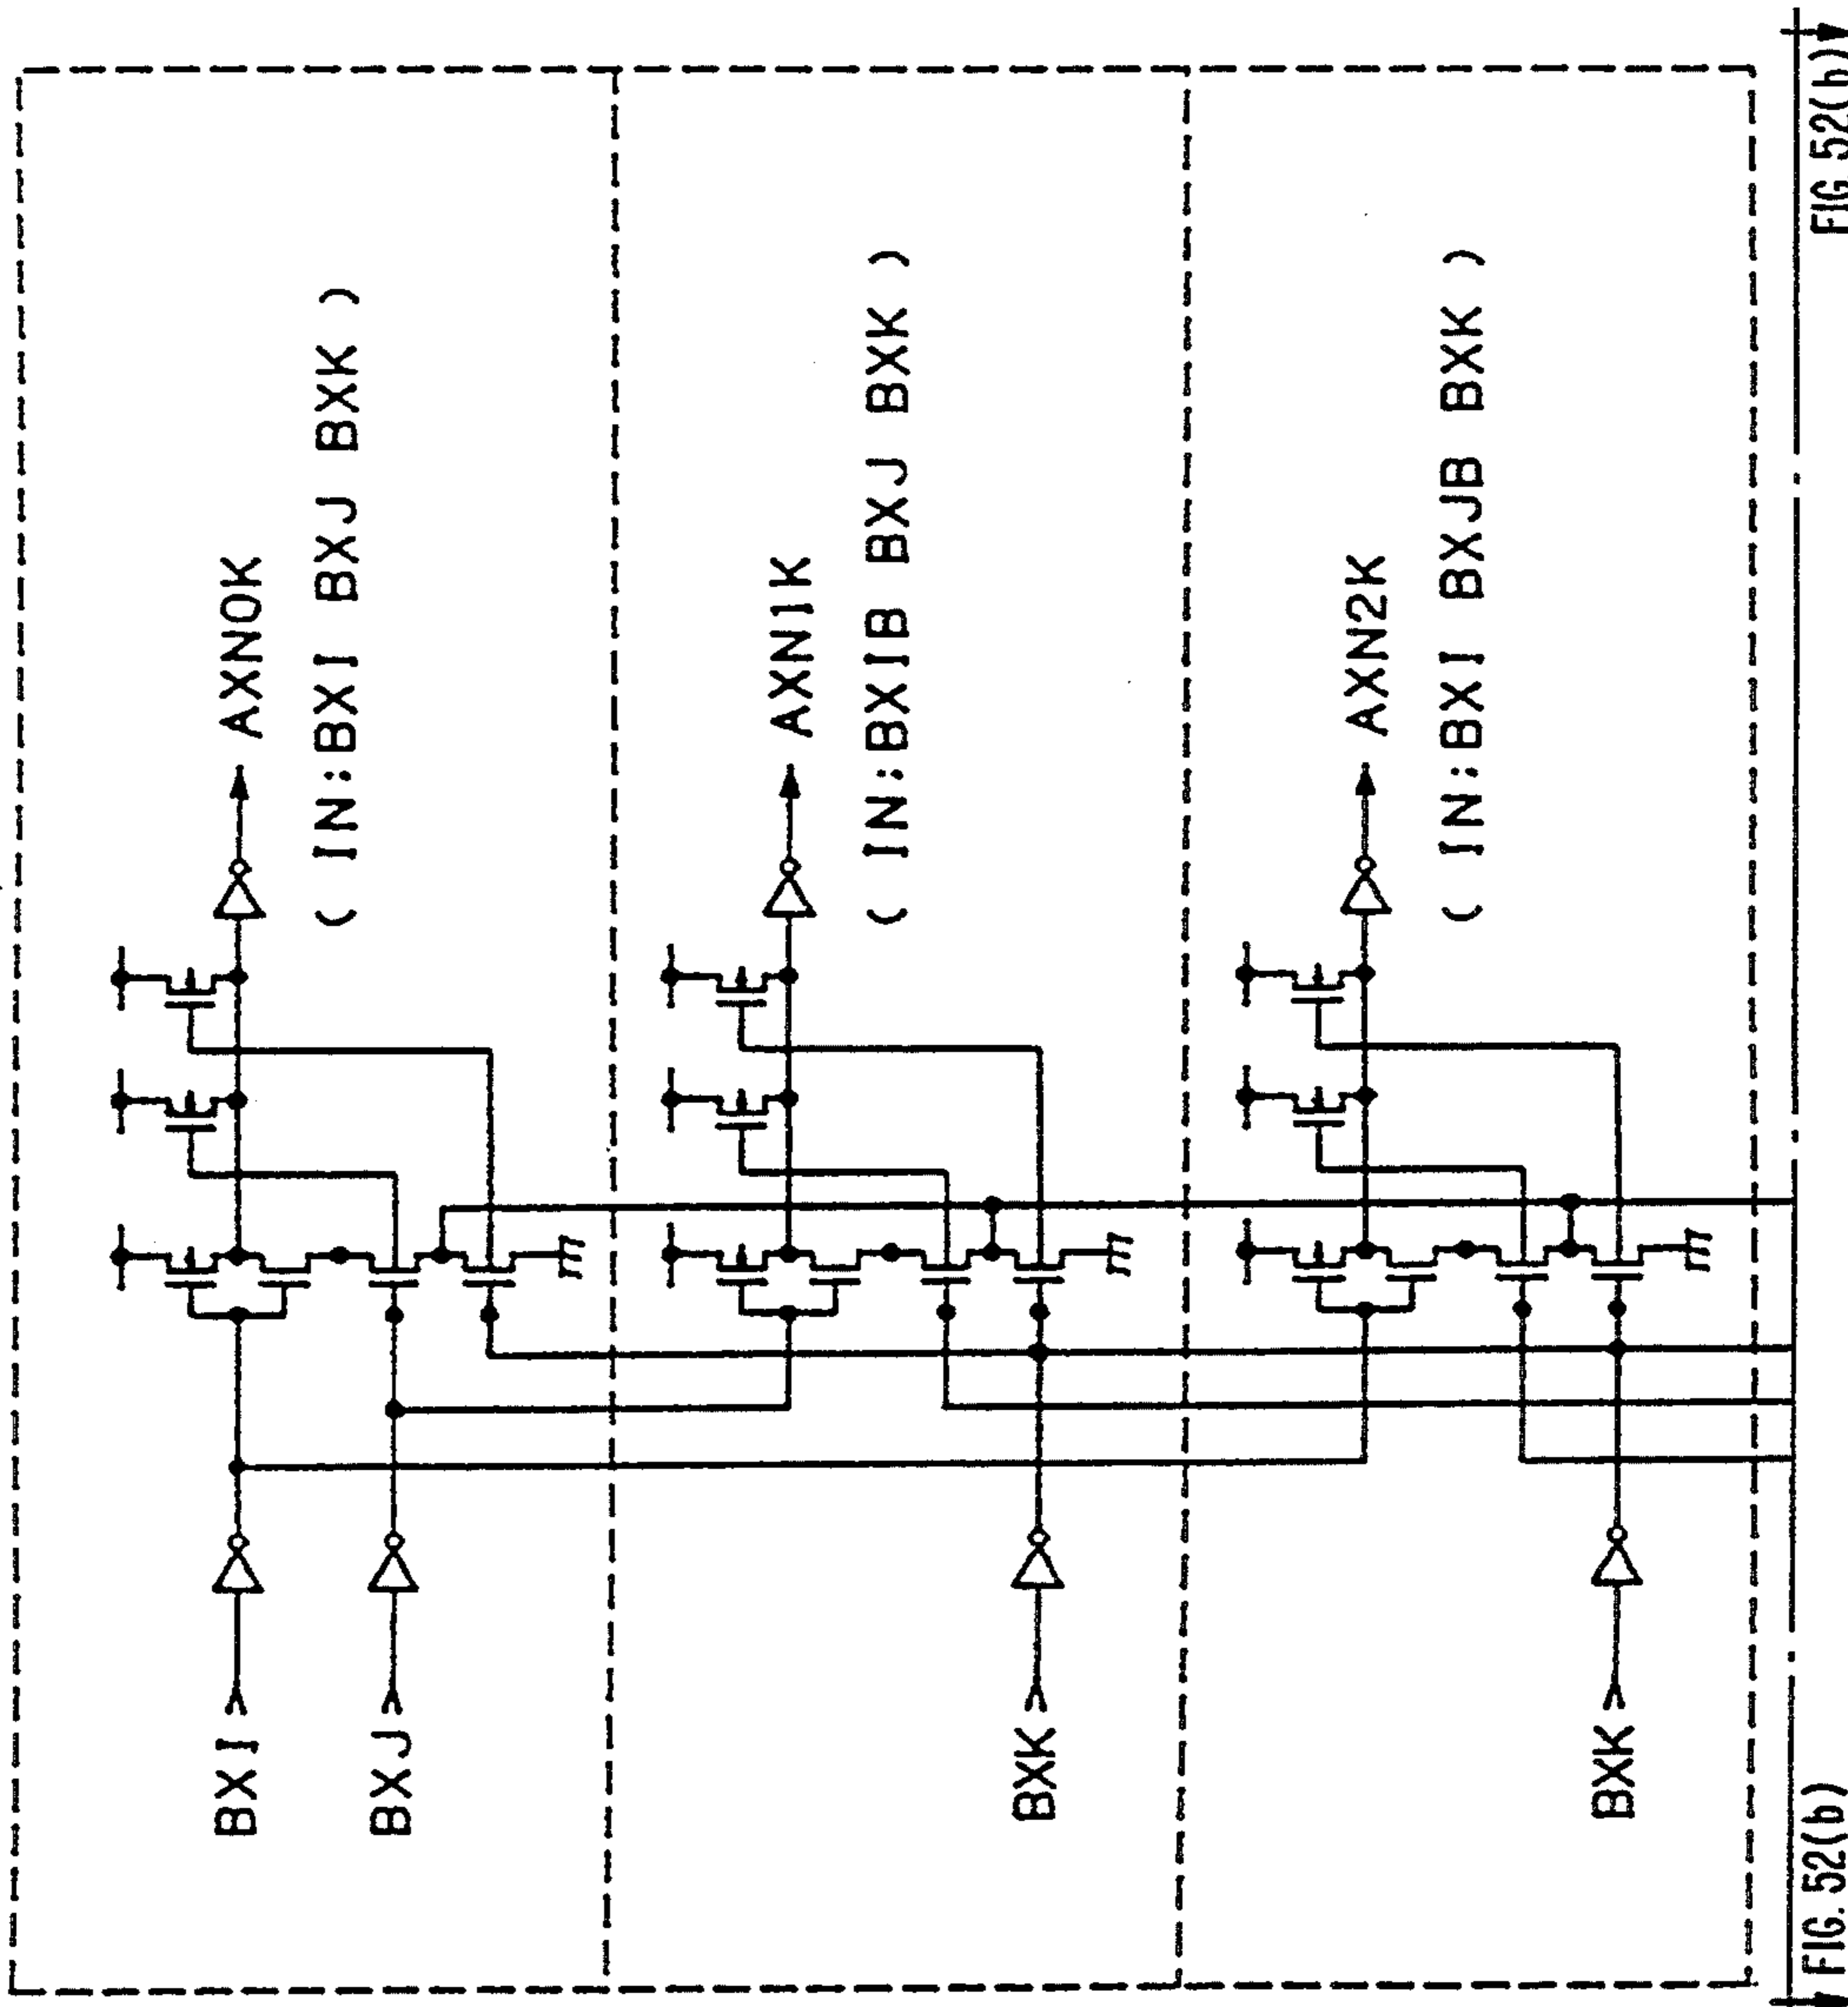 BXI
BXJ
AXN0K
( IN:BXI BXJ BXK )
BXK
AXN1K
( IN:BXIB BXJ BXK )
BXK
AXN2K
( IN:BXI BXJB BXK )
FIG. 52(b)
FIG 52(b)